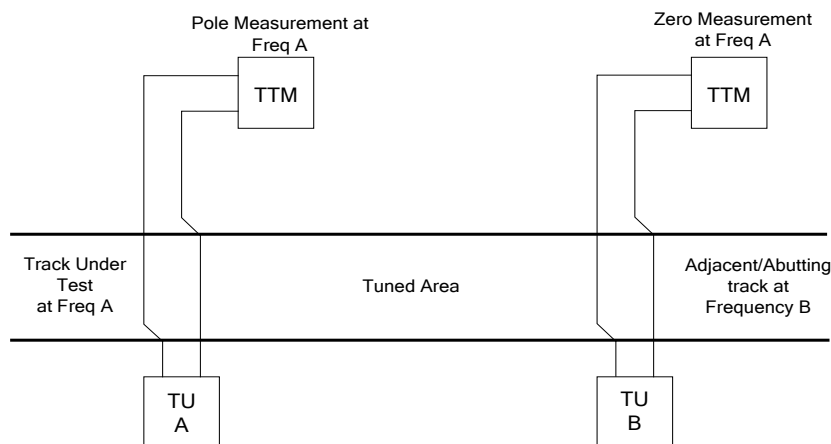 Pole Measurement at
Freq A
TTM
Zero Measurement
at Freq A
TTM
Track Under
Test
at Freq A
Tuned Area
Adjacent/Abutting
track at
Frequency B
TU
A
TU
B